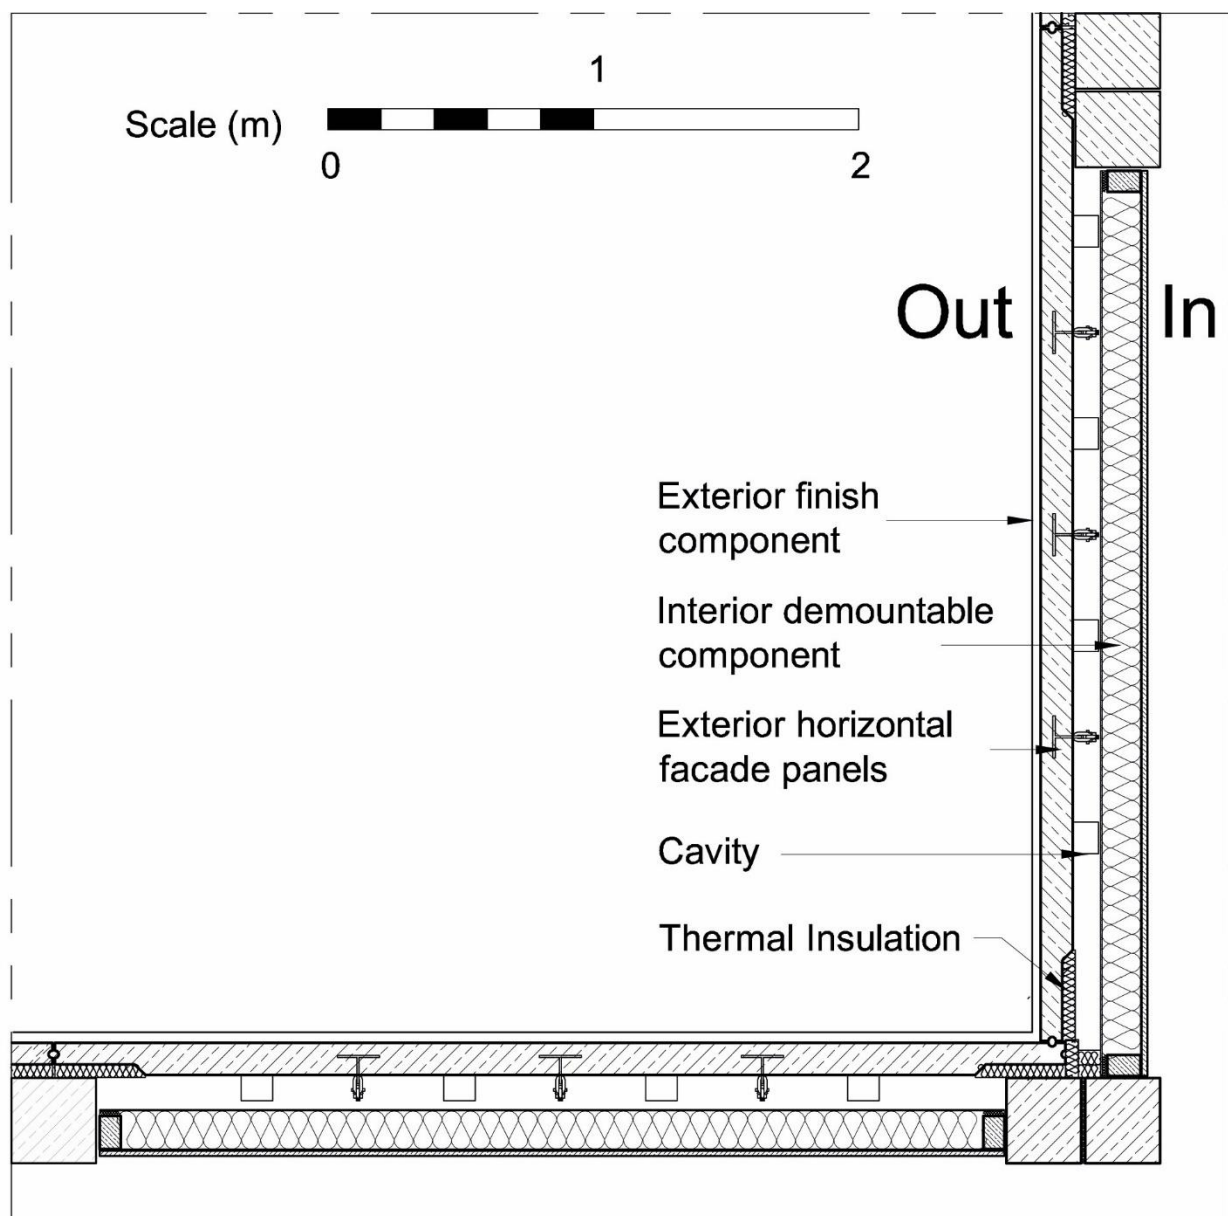 1
Scale (m)
0 2
Out In
Exterior finish
component
Interior demountable
component
Exterior horizontal
facade panels
Cavity
Thermal Insulation